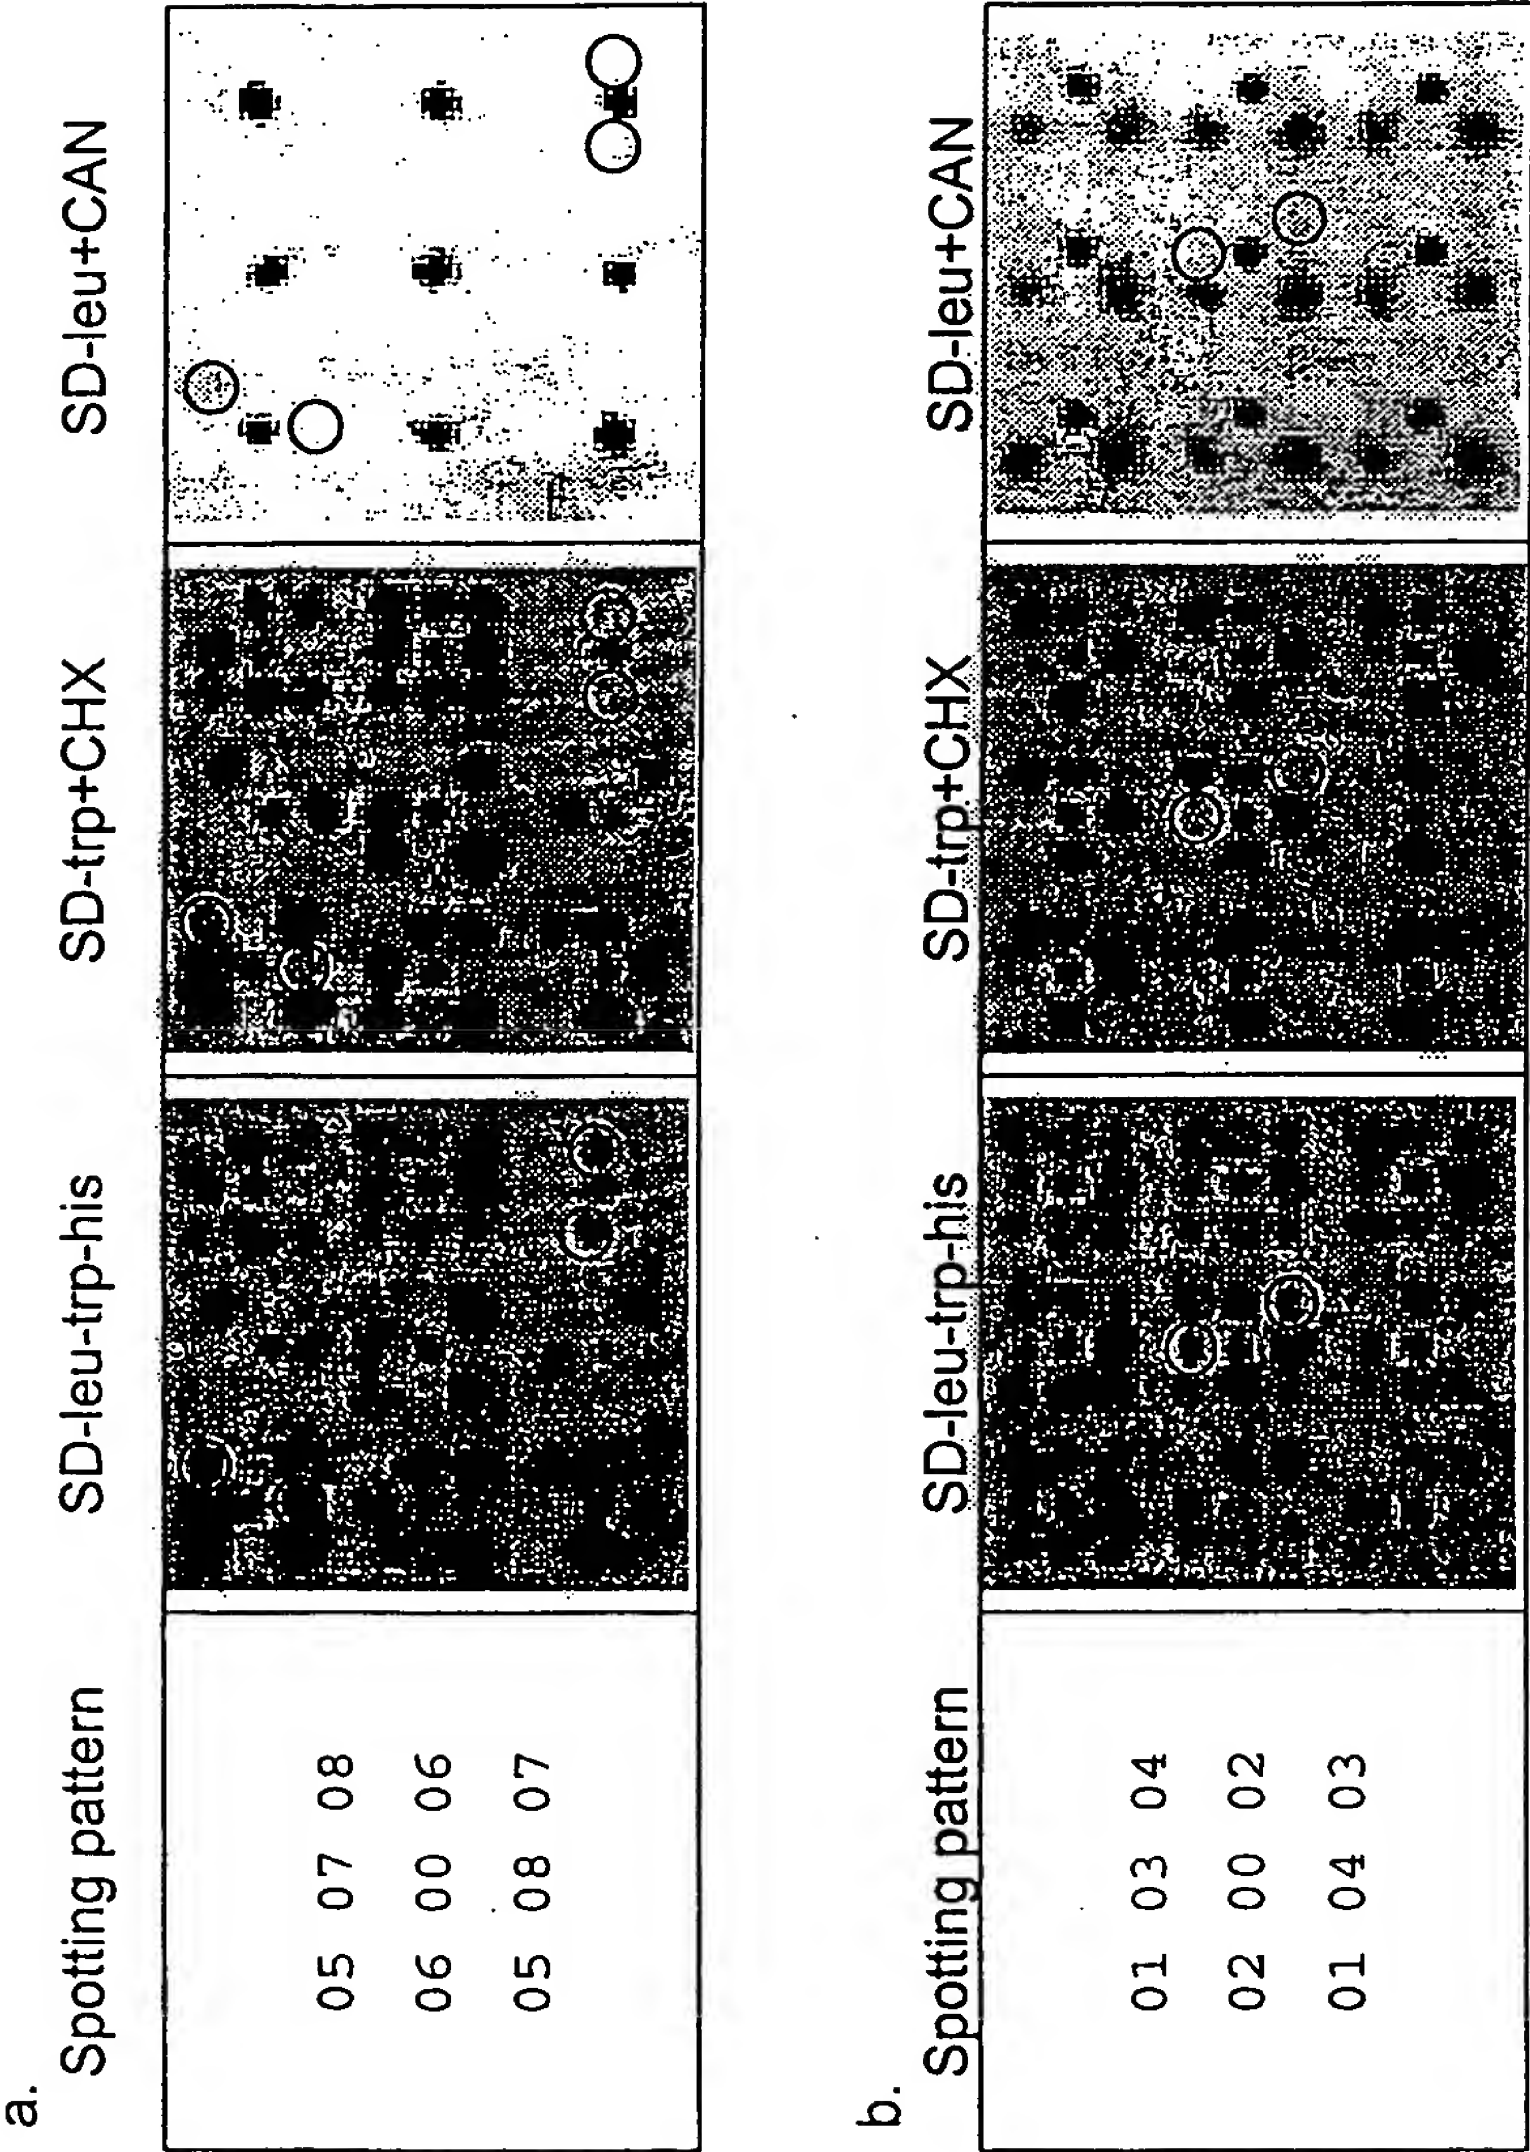 a.
Spotting pattern SD-leu-trp-his SD-trp+CHX SD-leu+CAN
05 07 08
06 00 06
05 08 07
b.
Spotting pattern SD-leu-trp-his SD-trp+CHX SD-leu+CAN
01 03 04
02 00 02
01 04 03